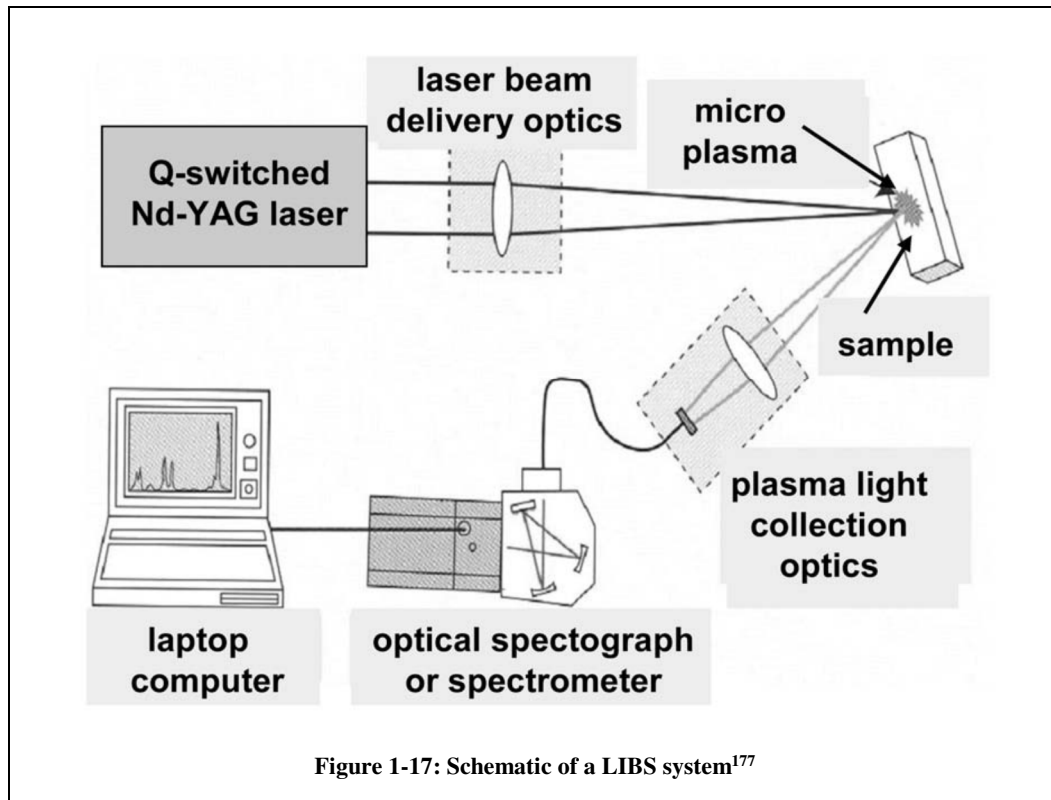 laser beam
delivery optics
micro
plasma
Q-switched
Nd-YAG laser
sample
plasma light
collection
optics
laptop
computer
optical spectograph
or spectrometer
Figure 1-17: Schematic of a LIBS system177